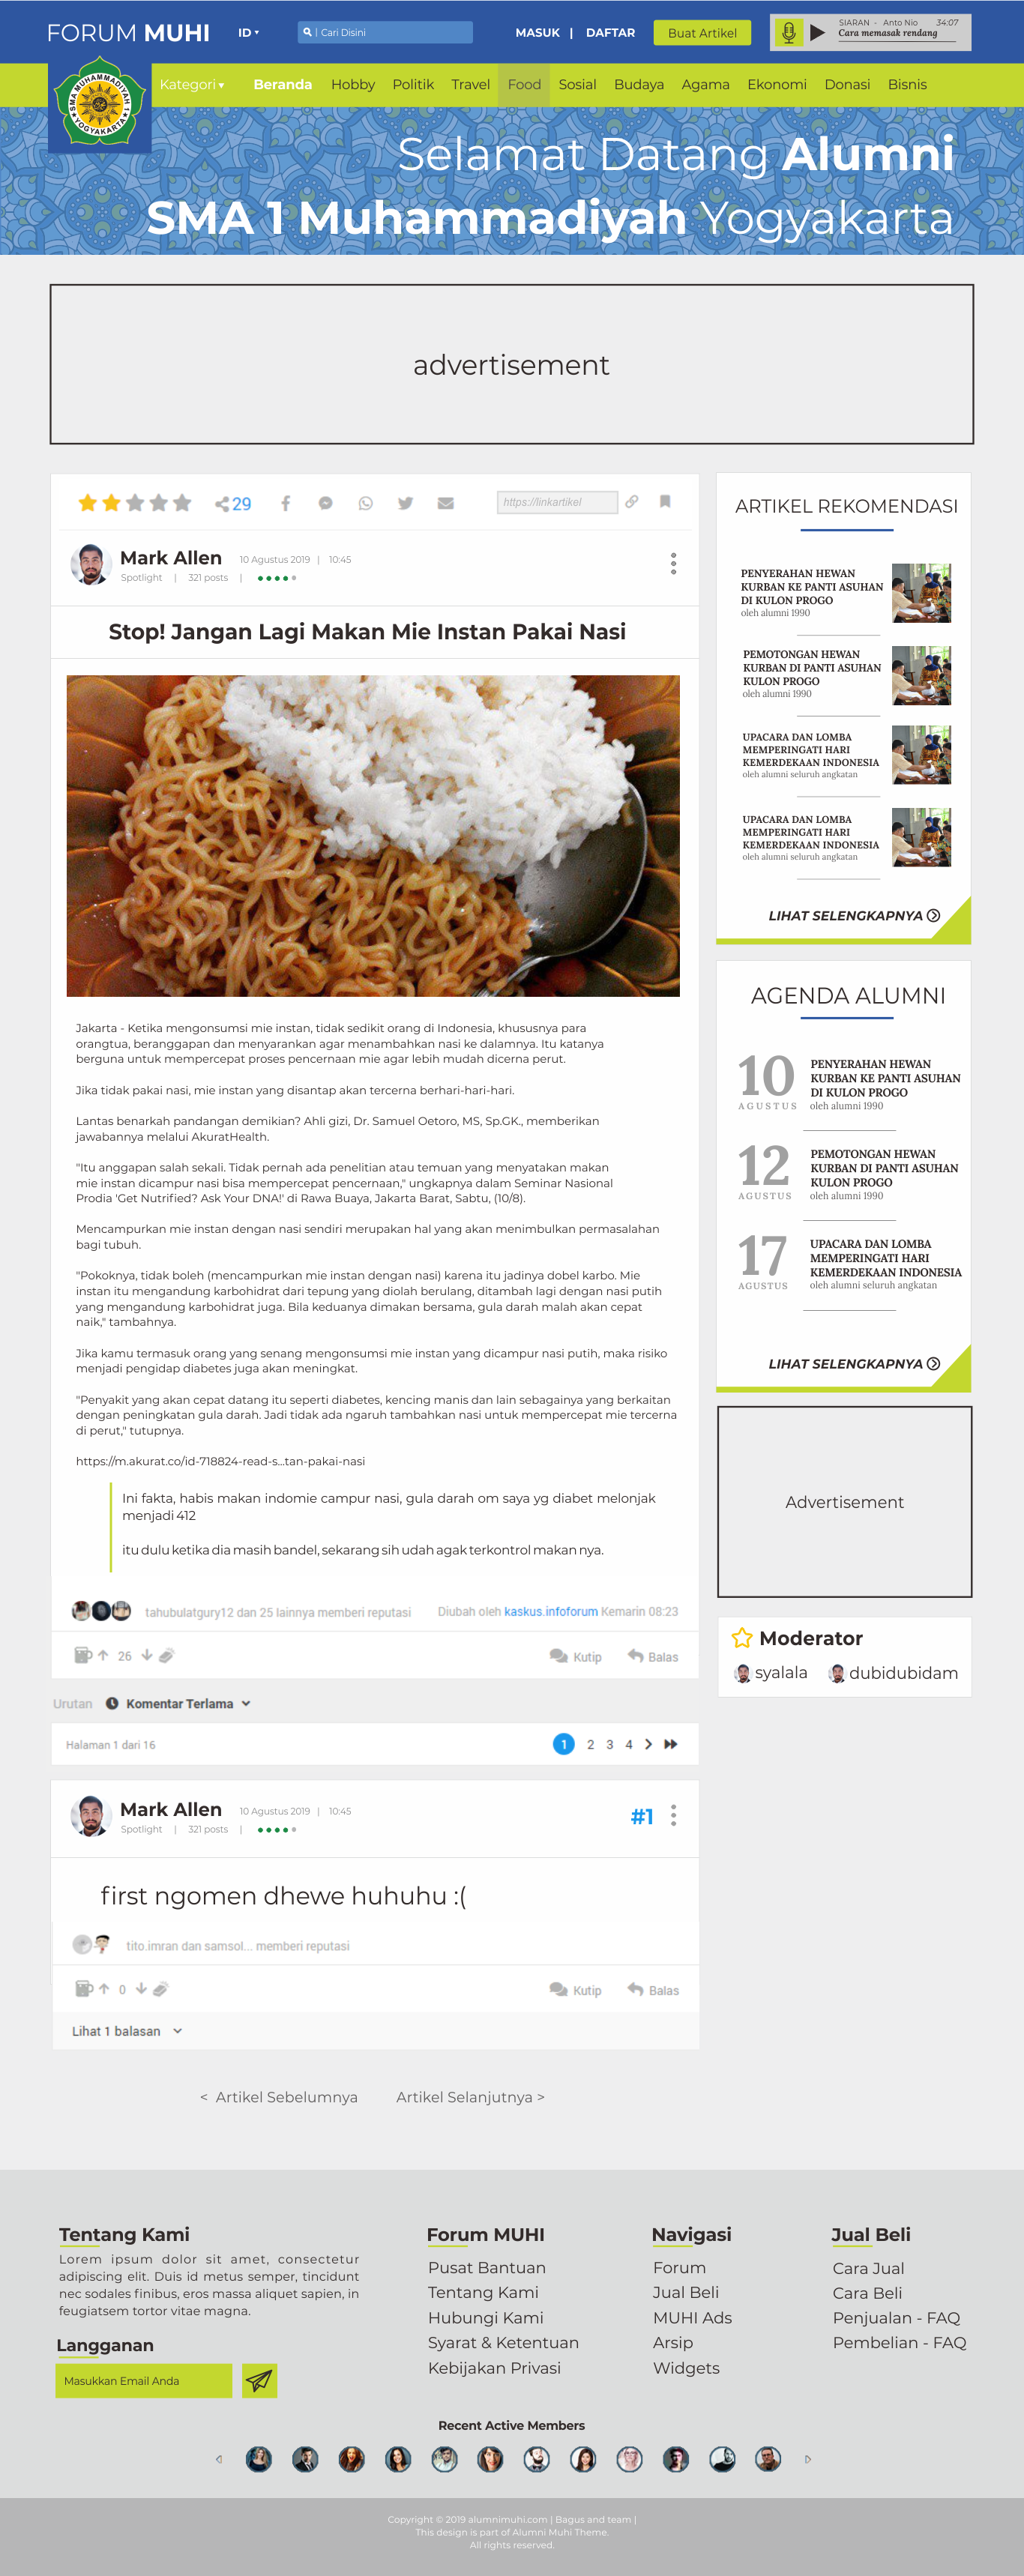 FORUM MUHI
ID
Cari Disini
MASUK | DAFTAR
Buat Artikel
SIARAN - Anto Nio 34:07
Cara memasak rendang
SMA MUHAMMADIYAH 1
YOGYAKARTA
Kategori Beranda Hobby Politik Travel Food Sosial Budaya Agama Ekonomi Donasi Bisnis
Selamat Datang Alumni
SMA 1 Muhammadiyah Yogyakarta
advertisement
29
https://linkartikel
Mark Allen 10 Agustus 2019 | 10:45
Spotlight | 321 posts |
Stop! Jangan Lagi Makan Mie Instan Pakai Nasi
Jakarta - Ketika mengonsumsi mie instan, tidak sedikit orang di Indonesia, khususnya para
orangtua, beranggapan dan menyarankan agar menambahkan nasi ke dalamnya. Itu katanya
berguna untuk mempercepat proses pencernaan mie agar lebih mudah dicerna perut.
Jika tidak pakai nasi, mie instan yang disantap akan tercerna berhari-hari-hari.
Lantas benarkah pandangan demikian? Ahli gizi, Dr. Samuel Oetoro, MS, Sp.GK., memberikan
jawabannya melalui AkuratHealth.
"Itu anggapan salah sekali. Tidak pernah ada penelitian atau temuan yang menyatakan makan
mie instan dicampur nasi bisa mempercepat pencernaan," ungkapnya dalam Seminar Nasional
Prodia 'Get Nutrified? Ask Your DNA!' di Rawa Buaya, Jakarta Barat, Sabtu, (10/8).
Mencampurkan mie instan dengan nasi sendiri merupakan hal yang akan menimbulkan permasalahan
bagi tubuh.
"Pokoknya, tidak boleh (mencampurkan mie instan dengan nasi) karena itu jadinya dobel karbo. Mie
instan itu mengandung karbohidrat dari tepung yang diolah berulang, ditambah lagi dengan nasi putih
yang mengandung karbohidrat juga. Bila keduanya dimakan bersama, gula darah malah akan cepat
naik," tambahnya.
Jika kamu termasuk orang yang senang mengonsumsi mie instan yang dicampur nasi putih, maka risiko
menjadi pengidap diabetes juga akan meningkat.
"Penyakit yang akan cepat datang itu seperti diabetes, kencing manis dan lain sebagainya yang berkaitan
dengan peningkatan gula darah. Jadi tidak ada ngaruh tambahkan nasi untuk mempercepat mie tercerna
di perut," tutupnya.
https://m.akurat.co/id-718824-read-s...tan-pakai-nasi
Ini fakta, habis makan indomie campur nasi, gula darah om saya yg diabet melonjak
menjadi 412
itu dulu ketika dia masih bandel, sekarang sih udah agak terkontrol makan nya.
tahubulatgury12 dan 25 lainnya memberi reputasi
Diubah oleh kaskus.infoforum Kemarin 08:23
26
Kutip
Balas
Urutan Komentar Terlama
Halaman 1 dari 16
1 2 3 4
Mark Allen 10 Agustus 2019 | 10:45
Spotlight | 321 posts |
#1
first ngomen dhewe huhuhu :(
tito.imran dan samsol... memberi reputasi
0
Kutip
Balas
Lihat 1 balasan
< Artikel Sebelumnya
Artikel Selanjutnya >
ARTIKEL REKOMENDASI
PENYERAHAN HEWAN
KURBAN KE PANTI ASUHAN
DI KULON PROGO
oleh alumni 1990
PEMOTONGAN HEWAN
KURBAN DI PANTI ASUHAN
KULON PROGO
oleh alumni 1990
UPACARA DAN LOMBA
MEMPERINGATI HARI
KEMERDEKAAN INDONESIA
oleh alumni seluruh angkatan
UPACARA DAN LOMBA
MEMPERINGATI HARI
KEMERDEKAAN INDONESIA
oleh alumni seluruh angkatan
LIHAT SELENGKAPNYA
AGENDA ALUMNI
10
AGUSTUS
PENYERAHAN HEWAN
KURBAN KE PANTI ASUHAN
DI KULON PROGO
oleh alumni 1990
12
AGUSTUS
PEMOTONGAN HEWAN
KURBAN DI PANTI ASUHAN
KULON PROGO
oleh alumni 1990
17
AGUSTUS
UPACARA DAN LOMBA
MEMPERINGATI HARI
KEMERDEKAAN INDONESIA
oleh alumni seluruh angkatan
LIHAT SELENGKAPNYA
Advertisement
Moderator
syalala dubidubidam
Tentang Kami
Lorem ipsum dolor sit amet, consectetur
adipiscing elit. Duis id metus semper, tincidunt
nec sodales finibus, eros massa aliquet sapien, in
feugiatsem tortor vitae magna.
Langganan
Masukkan Email Anda
Forum MUHI
Pusat Bantuan
Tentang Kami
Hubungi Kami
Syarat & Ketentuan
Kebijakan Privasi
Navigasi
Forum
Jual Beli
MUHI Ads
Arsip
Widgets
Jual Beli
Cara Jual
Cara Beli
Penjualan - FAQ
Pembelian - FAQ
Recent Active Members
Copyright © 2019 alumnimuhi.com | Bagus and team |
This design is part of Alumni Muhi Theme.
All rights reserved.